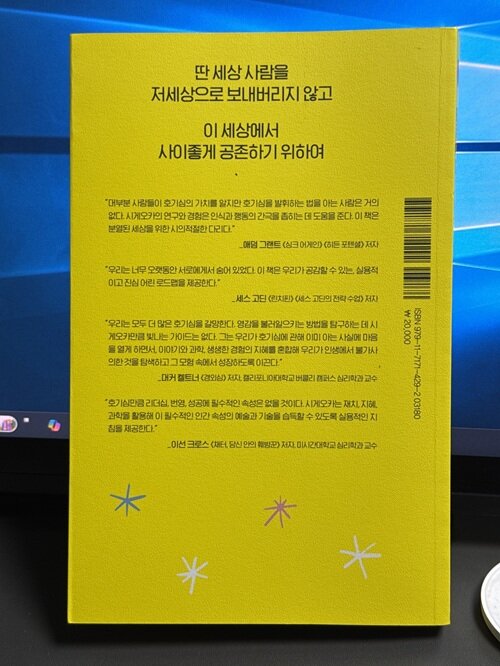 딴 세상 사람을
저세상으로 보내버리지 않고
이 세상에서
사이좋게 공존하기 위하여
“대부분 사람들이 호기심의 가치를 알지만 호기심을 발휘하는 법을 아는 사람은 거의
없다. 시게오카의 연구와 경험은 인식과 행동의 간극을 좁히는 데 도움을 준다. 이 책은
분열된 세상을 위한 시의적절한 다리다.”
_애덤 그랜트 《싱크 어게인》 《히든 포텐셜》 저자
“우리는 너무 오랫동안 서로에게서 숨어 있었다. 이 책은 우리가 공감할 수 있는, 실용적
이고 진심 어린 로드맵을 제공한다.”
_세스 고딘 《린치핀》 《세스 고딘의 전략 수업》 저자
“우리는 모두 더 많은 호기심을 갈망한다. 영감을 불러일으키는 방법을 탐구하는 데 시
게오카만큼 빛나는 가이드는 없다. 그는 우리가 호기심에 관해 이미 아는 사실에 마음
을 열게 하면서, 이야기와 과학, 생생한 경험의 지혜를 혼합해 우리가 인생에서 불가사
의한 것을 탐색하고 그 모험 속에서 성장하도록 이끈다.”
_대커 켈트너 《경외심》 저자, 캘리포니아대학교 버클리 캠퍼스 심리학과 교수
“호기심만큼 리더십, 번영, 성공에 필수적인 속성은 없을 것이다. 시게오카는 재치, 지혜,
과학을 활용해 이 필수적인 인간 속성의 예술과 기술을 습득할 수 있도록 실용적인 지
침을 제공한다.”
_이선 크로스 《채터, 당신 안의 훼방꾼》 저자, 미시간대학교 심리학과 교수
ISBN 979-11-7171-429-2 03180
₩ 20,000